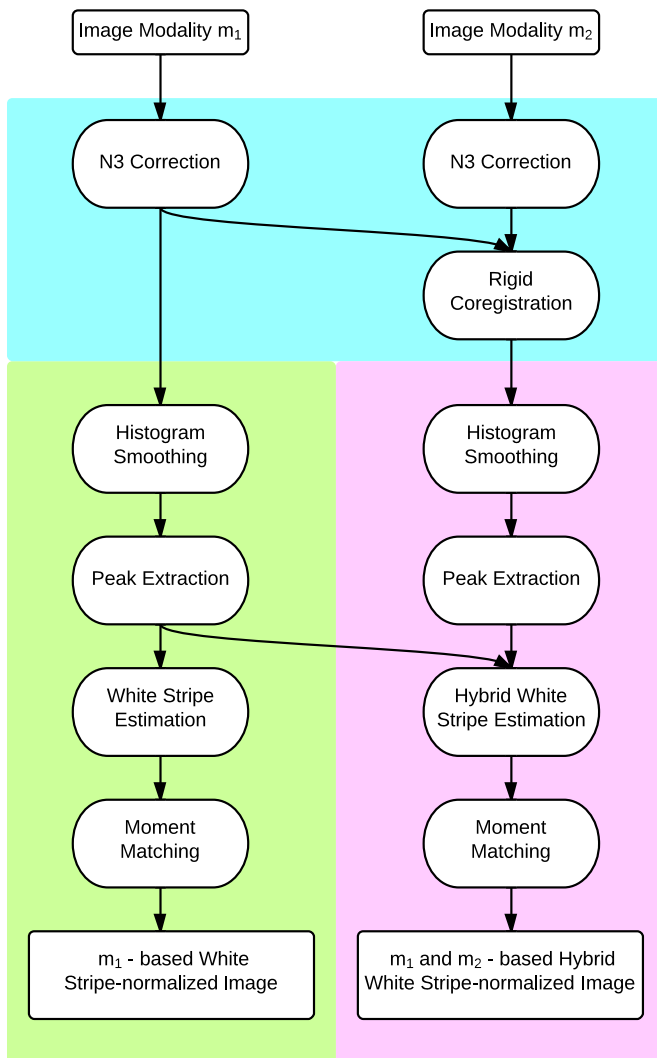 Image Modality m₁
Image Modality m₂
N3 Correction
N3 Correction
Rigid
Coregistration
Histogram
Smoothing
Histogram
Smoothing
Peak Extraction
Peak Extraction
White Stripe
Estimation
Hybrid White
Stripe Estimation
Moment
Matching
Moment
Matching
m₁ - based White
Stripe-normalized Image
m₁ and m₂ - based Hybrid
White Stripe-normalized Image